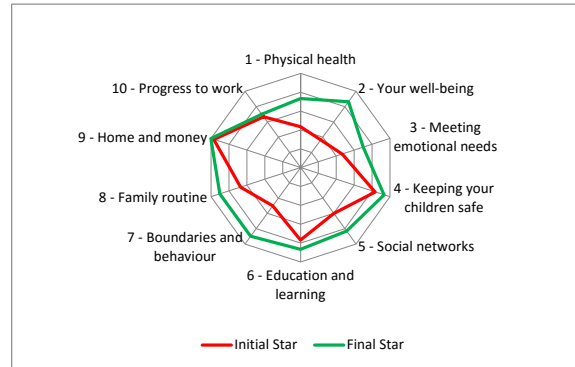 1 - Physical health
2 - Your well-being
3 - Meeting
emotional needs
4 - Keeping your
children safe
5 - Social networks
6 - Education and
learning
7 - Boundaries and
behaviour
8 - Family routine
9 - Home and money
10 - Progress to work
Initial Star
Final Star